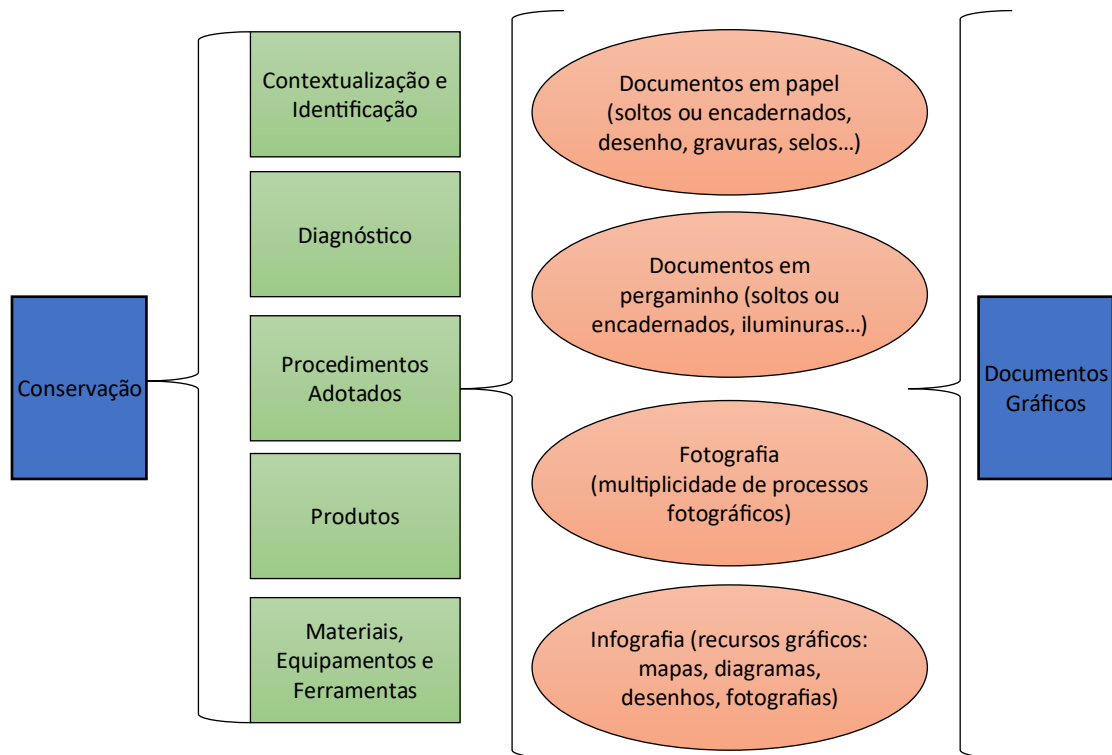 Conservação
Contextualização e
Identificação
Diagnóstico
Procedimentos
Adotados
Produtos
Materiais,
Equipamentos e
Ferramentas
Documentos em papel
(soltos ou encadernados,
desenho, gravuras, selos…)
Documentos em
pergaminho (soltos ou
encadernados, iluminuras…)
Fotografia
(multiplicidade de processos
fotográficos)
Infografia (recursos gráficos:
mapas, diagramas,
desenhos, fotografias)
Documentos
Gráficos